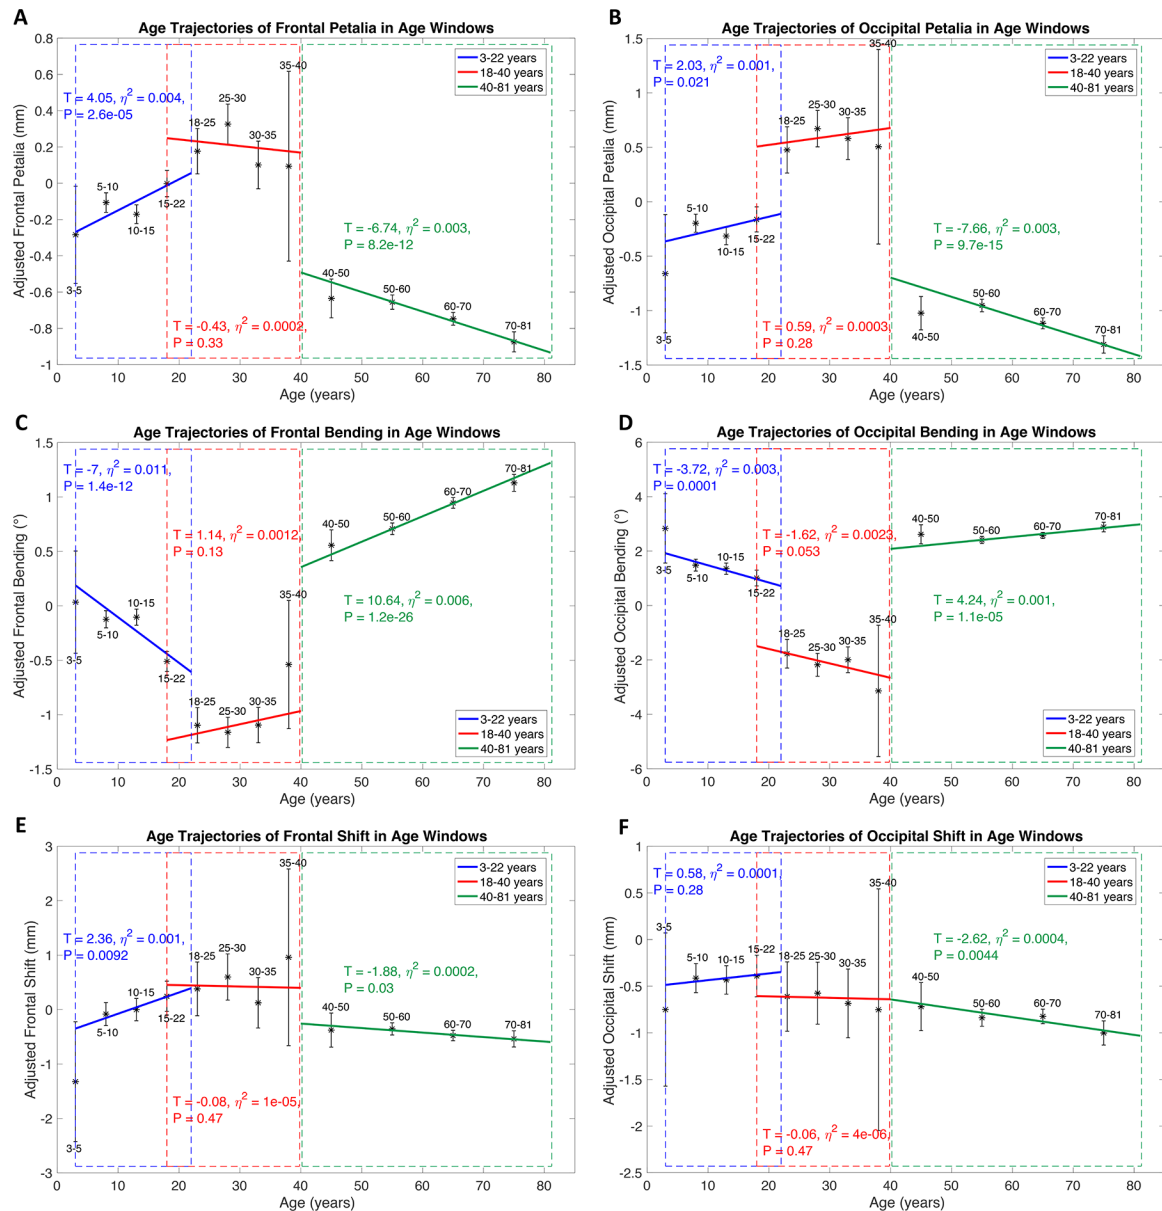 A
Age Trajectories of Frontal Petalia in Age Windows
Adjusted Frontal Petalia (mm)
0.8
0.6
0.4
0.2
0
-0.2
-0.4
-0.6
-0.8
-1
T = 4.05, η² = 0.004,
P = 2.6e-05
T = -0.43, η² = 0.0002,
P = 0.33
T = -6.74, η² = 0.003,
P = 8.2e-12
3-5
5-10
10-15
15-22
18-25
25-30
30-35
35-40
40-50
50-60
60-70
70-81
3-22 years
18-40 years
40-81 years
0 10 20 30 40 50 60 70 80
Age (years)
B
Age Trajectories of Occipital Petalia in Age Windows
Adjusted Occipital Petalia (mm)
1.5
1
0.5
0
-0.5
-1
-1.5
T = 2.03, η² = 0.001,
P = 0.021
T = 0.59, η² = 0.0003,
P = 0.28
T = -7.66, η² = 0.003,
P = 9.7e-15
3-5
5-10
10-15
15-22
18-25
25-30
30-35
35-40
40-50
50-60
60-70
70-81
3-22 years
18-40 years
40-81 years
0 10 20 30 40 50 60 70 80
Age (years)
C
Age Trajectories of Frontal Bending in Age Windows
Adjusted Frontal Bending (°)
1.5
1
0.5
0
-0.5
-1
-1.5
T = -7, η² = 0.011,
P = 1.4e-12
T = 1.14, η² = 0.0012,
P = 0.13
T = 10.64, η² = 0.006,
P = 1.2e-26
3-5
5-10
10-15
15-22
18-25
25-30
30-35
35-40
40-50
50-60
60-70
70-81
3-22 years
18-40 years
40-81 years
0 10 20 30 40 50 60 70 80
Age (years)
D
Age Trajectories of Occipital Bending in Age Windows
Adjusted Occipital Bending (°)
6
4
2
0
-2
-4
-6
T = -3.72, η² = 0.003,
P = 0.0001
T = -1.62, η² = 0.0023,
P = 0.053
T = 4.24, η² = 0.001,
P = 1.1e-05
3-5
5-10
10-15
15-22
18-25
25-30
30-35
35-40
40-50
50-60
60-70
70-81
3-22 years
18-40 years
40-81 years
0 10 20 30 40 50 60 70 80
Age (years)
E
Age Trajectories of Frontal Shift in Age Windows
Adjusted Frontal Shift (mm)
3
2
1
0
-1
-2
-3
T = 2.36, η² = 0.001,
P = 0.0092
T = -0.08, η² = 1e-05,
P = 0.47
T = -1.88, η² = 0.0002,
P = 0.03
3-5
5-10
10-15
15-22
18-25
25-30
30-35
35-40
40-50
50-60
60-70
70-81
3-22 years
18-40 years
40-81 years
0 10 20 30 40 50 60 70 80
Age (years)
F
Age Trajectories of Occipital Shift in Age Windows
Adjusted Occipital Shift (mm)
1
0.5
0
-0.5
-1
-1.5
-2
-2.5
T = 0.58, η² = 0.0001,
P = 0.28
T = -0.06, η² = 4e-06,
P = 0.47
T = -2.62, η² = 0.0004,
P = 0.0044
3-5
5-10
10-15
15-22
18-25
25-30
30-35
35-40
40-50
50-60
60-70
70-81
3-22 years
18-40 years
40-81 years
0 10 20 30 40 50 60 70 80
Age (years)